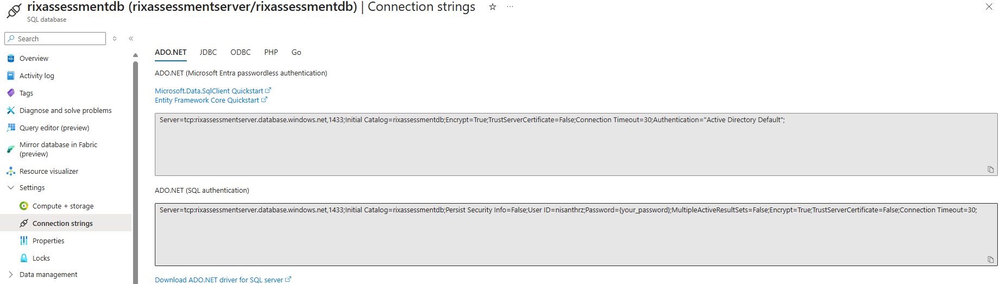 rixassessmentdb (rixassessmentserver/rixassessmentdb) | Connection strings
SQL database
Search
Overview
Activity log
Tags
Diagnose and solve problems
Query editor (preview)
Mirror database in Fabric
(preview)
Resource visualizer
Settings
Compute + storage
Connection strings
Properties
Locks
Data management
ADO.NET JDBC ODBC PHP Go
ADO.NET (Microsoft Entra passwordless authentication)
Microsoft.Data.SqlClient Quickstart
Entity Framework Core Quickstart
Server=tcp:rixassessmentserver.database.windows.net,1433;Initial Catalog=rixassessmentdb;Encrypt=True;TrustServerCertificate=False;Connection Timeout=30;Authentication="Active Directory Default";
ADO.NET (SQL authentication)
Server=tcp:rixassessmentserver.database.windows.net,1433;Initial Catalog=rixassessmentdb;Persist Security Info=False;User ID=nisanthrz;Password={your_password};MultipleActiveResultSets=False;Encrypt=True;TrustServerCertificate=False;Connection Timeout=30;
Download ADO.NET driver for SQL server